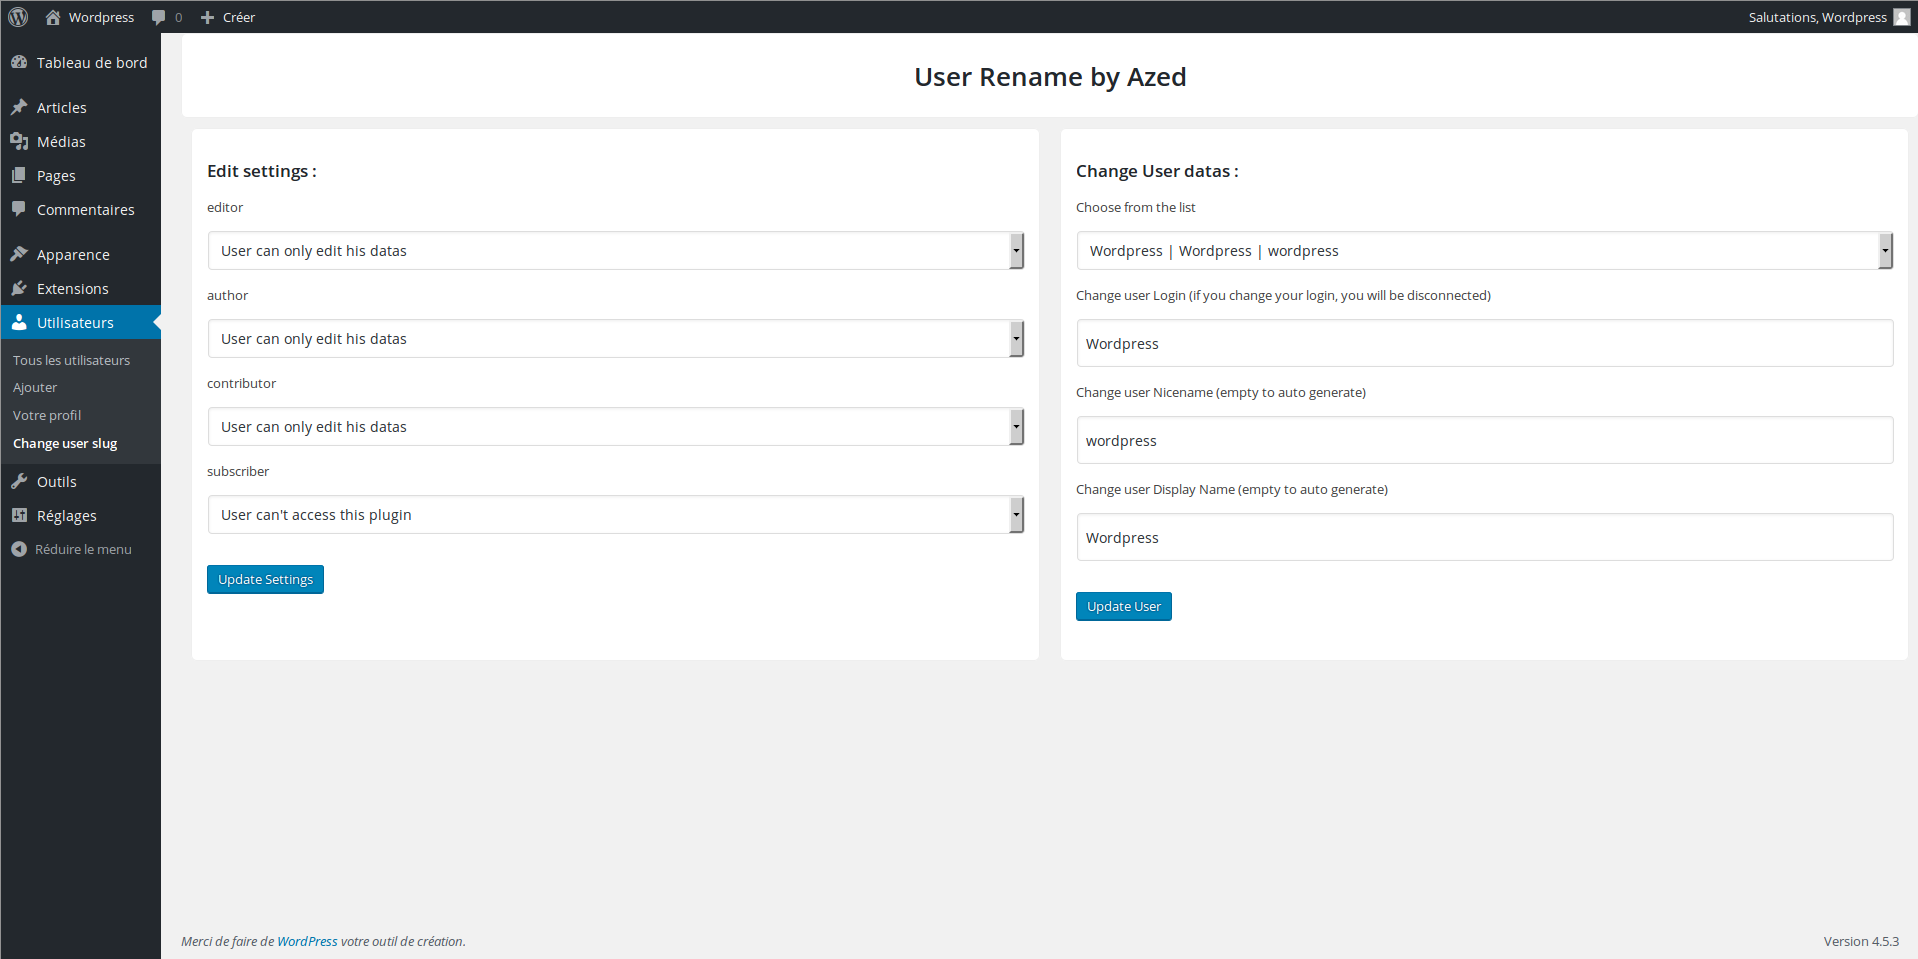 Wordpress 0 Créer Salutations, Wordpress
Tableau de bord
Articles
Médias
Pages
Commentaires
Apparence
Extensions
Utilisateurs
Tous les utilisateurs
Ajouter
Votre profil
Change user slug
Outils
Réglages
Réduire le menu
User Rename by Azed
Edit settings :
editor
User can only edit his datas
author
User can only edit his datas
contributor
User can only edit his datas
subscriber
User can't access this plugin
Update Settings
Change User datas :
Choose from the list
Wordpress | Wordpress | wordpress
Change user Login (if you change your login, you will be disconnected)
Wordpress
Change user Nicename (empty to auto generate)
wordpress
Change user Display Name (empty to auto generate)
Wordpress
Update User
Merci de faire de WordPress votre outil de création.
Version 4.5.3